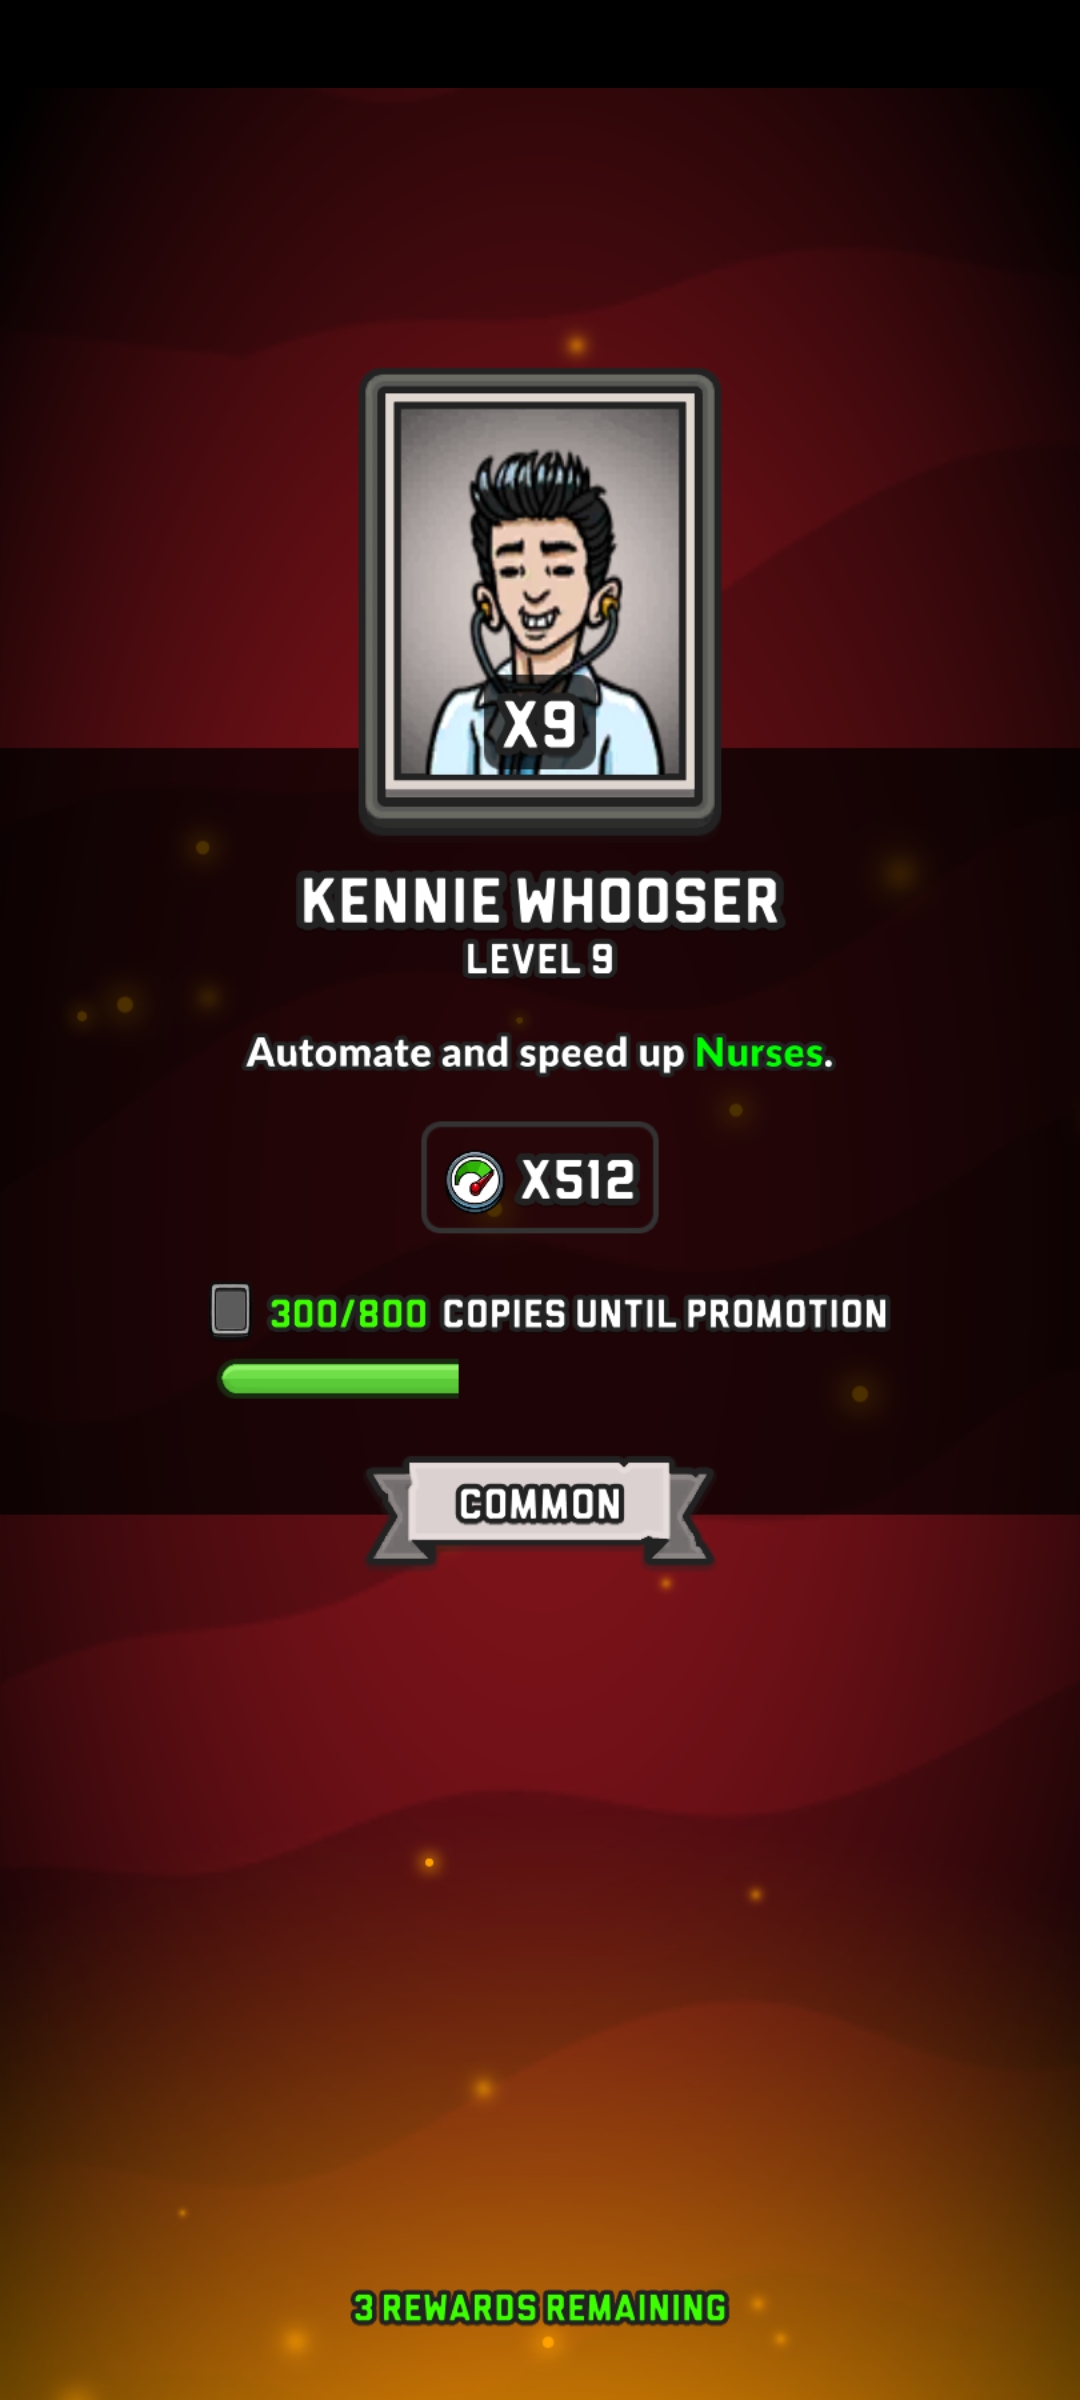 X9
KENNIE WHOOSER
LEVEL 9
Automate and speed up Nurses.
X512
300/800 COPIES UNTIL PROMOTION
COMMON
3 REWARDS REMAINING